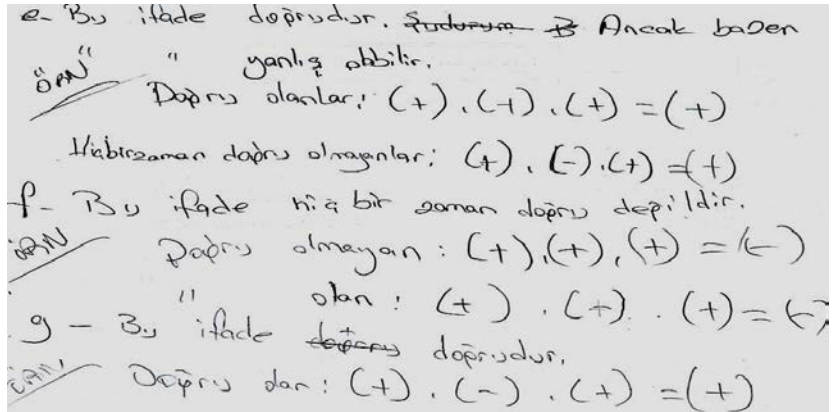 e- Bu ifade doğrudur. Ancak bazen
"ÖRN" " yanlış olabilir.
Doğru olanlar: (+).(+).(+) = (+)
Hiçbirzaman doğru olmayanlar: (+).(-).(+) = (+)
f- Bu ifade hiç bir zaman doğru değildir.
ÖRN Doğru olmayan : (+).(+).(+) = (-)
" olan : (+).(+).(+) =
g - Bu ifade doğrudur.
ÖRN Doğru olan : (+).(-).(+) = (+)